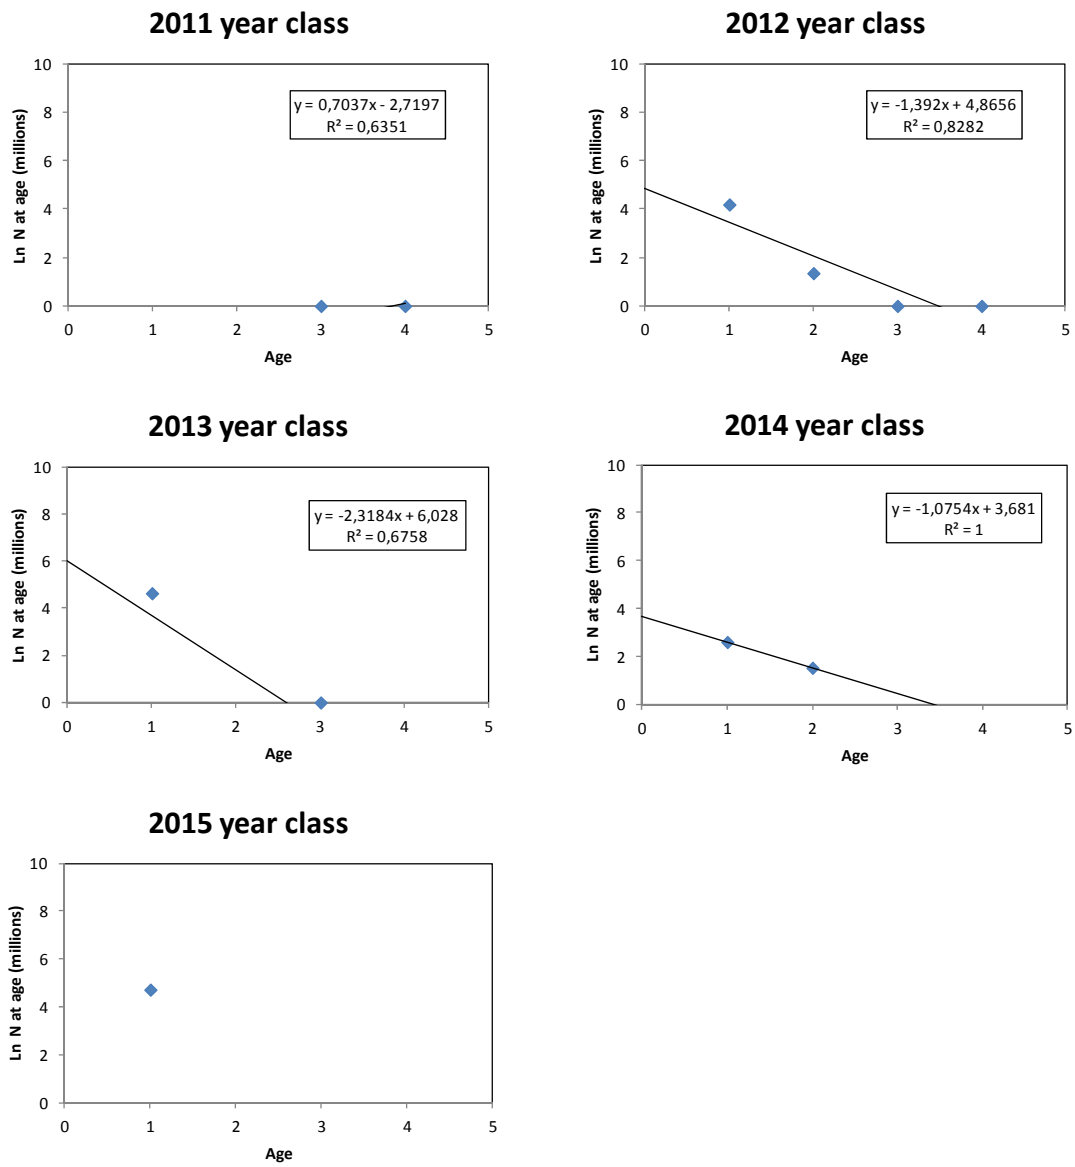 2011 year class
10
8
6
4
2
0
Ln N at age (millions)
y = 0,7037x - 2,7197
R² = 0,6351
0 1 2 3 4 5
Age
2012 year class
10
8
6
4
2
0
Ln N at age (millions)
y = -1,392x + 4,8656
R² = 0,8282
0 1 2 3 4 5
Age
2013 year class
10
8
6
4
2
0
Ln N at age (millions)
y = -2,3184x + 6,028
R² = 0,6758
0 1 2 3 4 5
Age
2014 year class
10
8
6
4
2
0
Ln N at age (millions)
y = -1,0754x + 3,681
R² = 1
0 1 2 3 4 5
Age
2015 year class
10
8
6
4
2
0
Ln N at age (millions)
0 1 2 3 4 5
Age